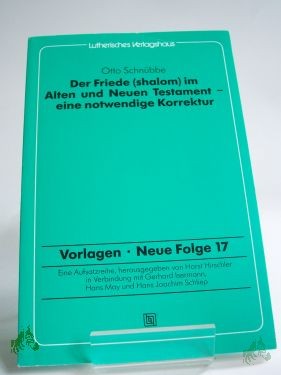 Lutherisches Verlagshaus
Otto Schnübbe
Der Friede (shalom) im
Alten und Neuen Testament –
eine notwendige Korrektur
Vorlagen · Neue Folge 17
Eine Aufsatzreihe, herausgegeben von Horst Hirschler
in Verbindung mit Gerhard Isermann,
Hans May und Hans Joachim Schliep